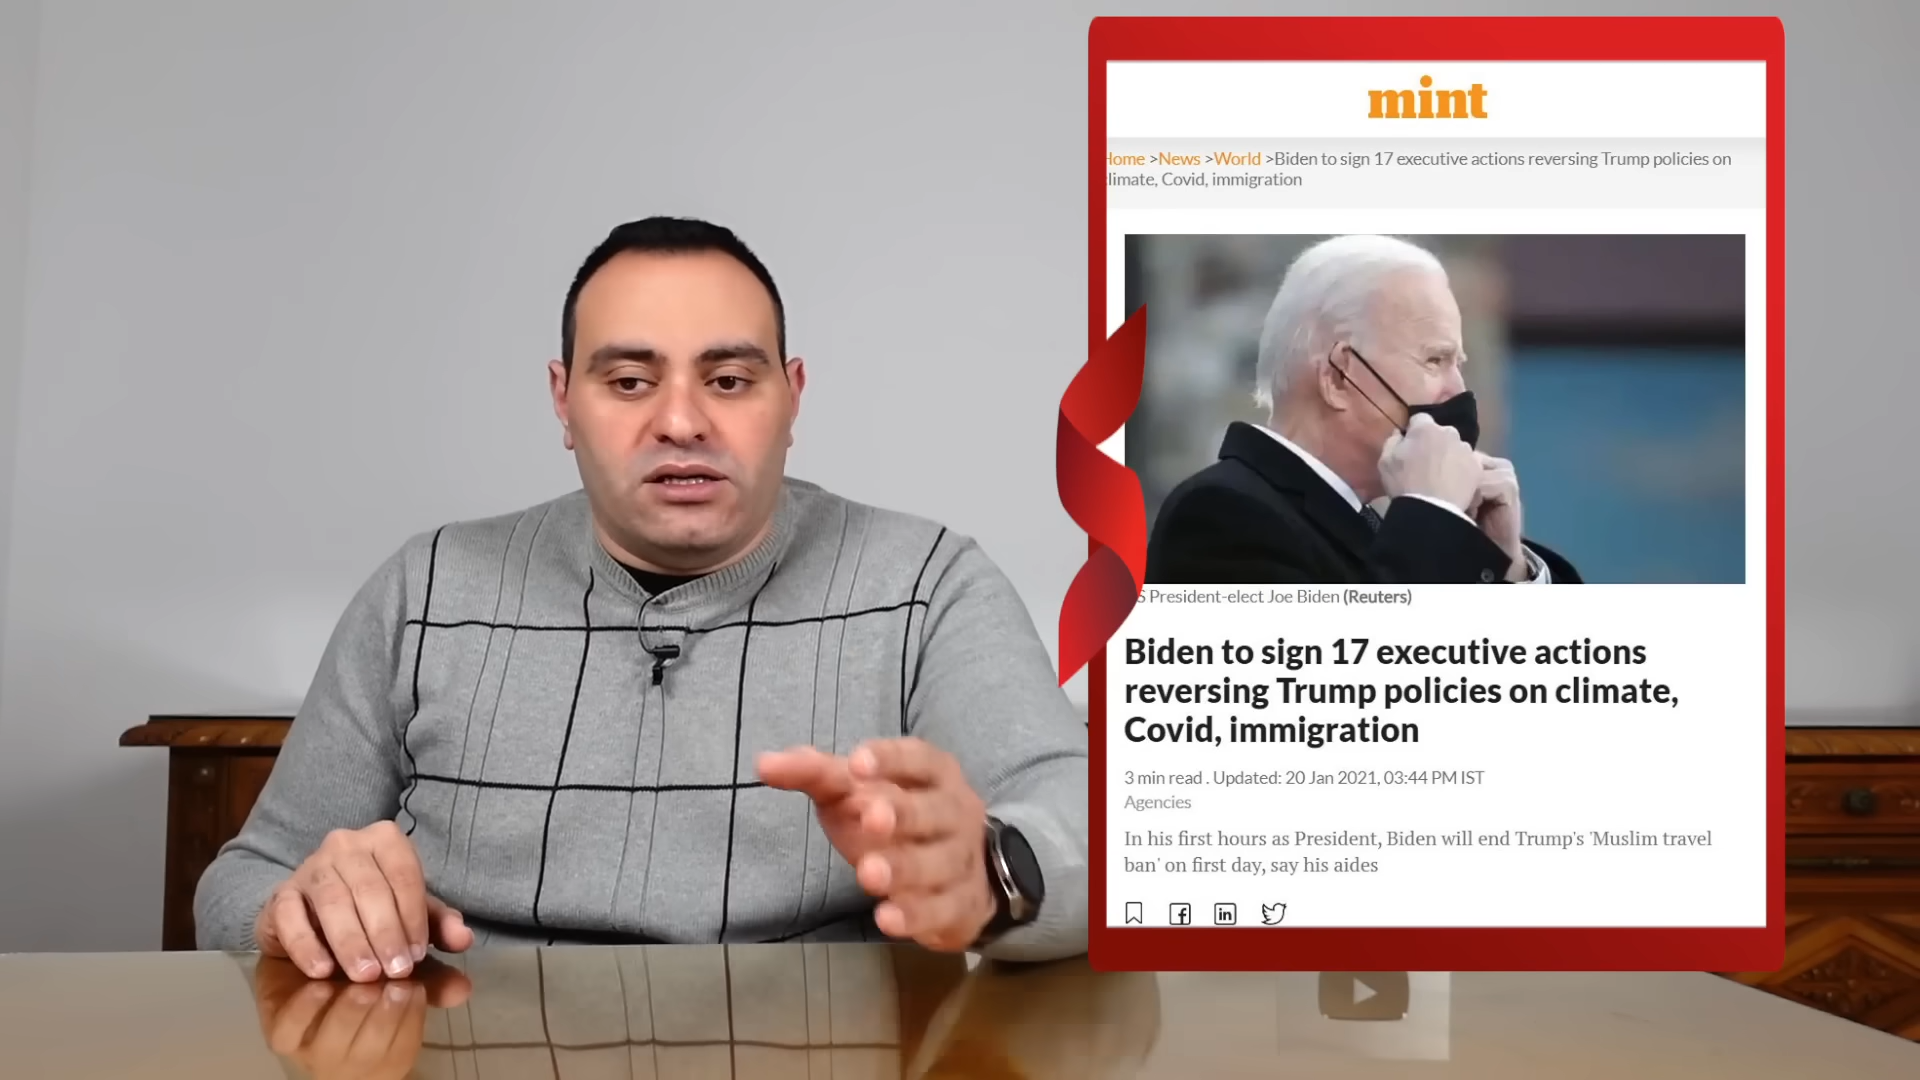 mint
Home >News >World >Biden to sign 17 executive actions reversing Trump policies on
climate, Covid, immigration
US President-elect Joe Biden (Reuters)
Biden to sign 17 executive actions
reversing Trump policies on climate,
Covid, immigration
3 min read . Updated: 20 Jan 2021, 03:44 PM IST
Agencies
In his first hours as President, Biden will end Trump's 'Muslim travel
ban' on first day, say his aides